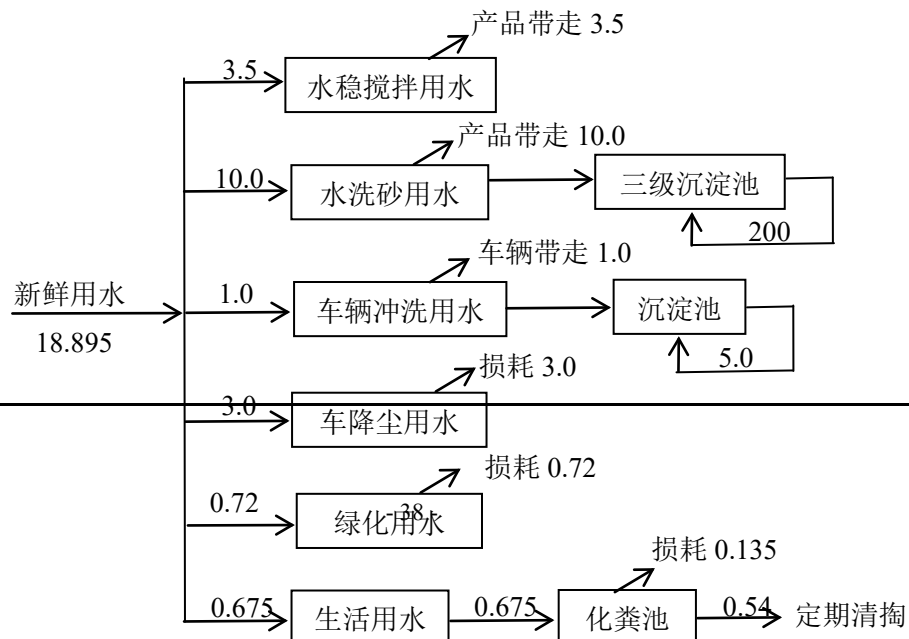 产品带走 3.5
3.5
水稳搅拌用水
产品带走 10.0
10.0
水洗砂用水
三级沉淀池
200
车辆带走 1.0
新鲜用水
1.0
车辆冲洗用水
沉淀池
18.895
5.0
损耗 3.0
3.0
车降尘用水
损耗 0.72
0.72
绿化用水
- 38 -
损耗 0.135
0.675
生活用水
0.675
化粪池
0.54
定期清掏